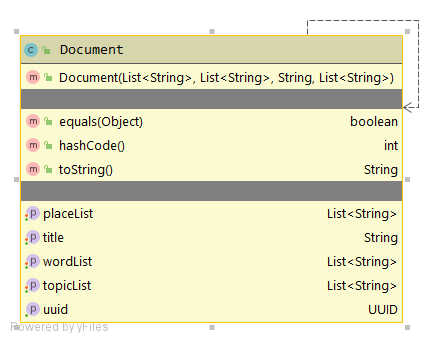 C Document
m Document(List<String>, List<String>, String, List<String>)
m equals(Object) boolean
m hashCode() int
m toString() String
p placeList List<String>
p title String
p wordList List<String>
p topicList List<String>
p uuid UUID
Powered by yFiles